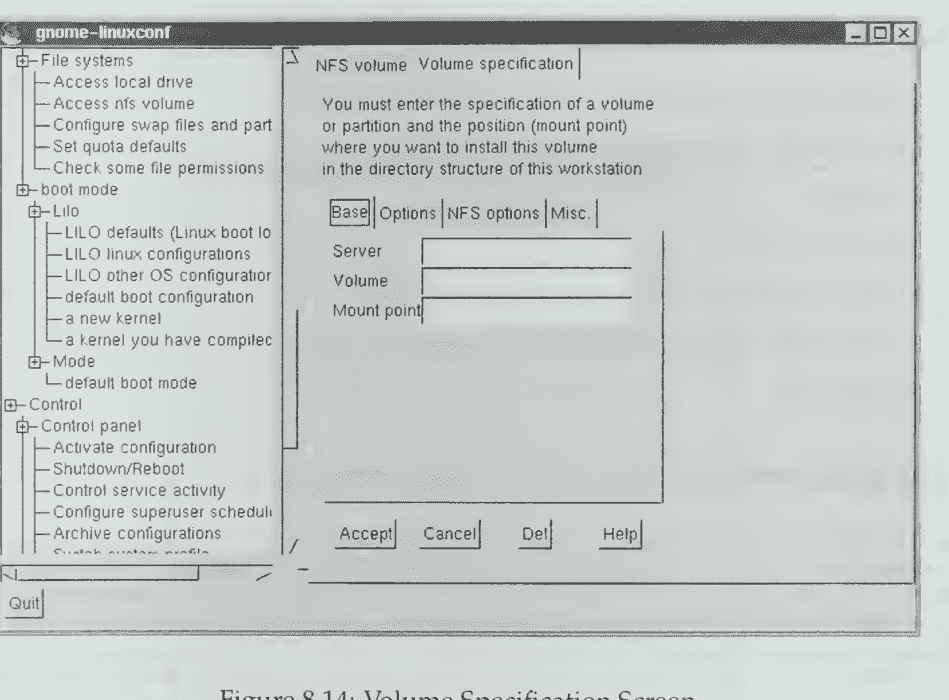 gnome-linuxconf
File systems
Access local drive
Access nfs volume
Configure swap files and part
Set quota defaults
Check some file permissions
boot mode
Lilo
LILO defaults (Linux boot lo
LILO linux configurations
LILO other OS configuration
default boot configuration
a new kernel
a kernel you have compilec
Mode
default boot mode
Control
Control panel
Activate configuration
Shutdown/Reboot
Control service activity
Configure superuser schedul
Archive configurations
Switch system profile
Quit
NFS volume Volume specification
You must enter the specification of a volume
or partition and the position (mount point)
where you want to install this volume
in the directory structure of this workstation
Base Options NFS options Misc.
Server
Volume
Mount point
Accept Cancel Del Help
Figure 8.14: Volume Specification Screen